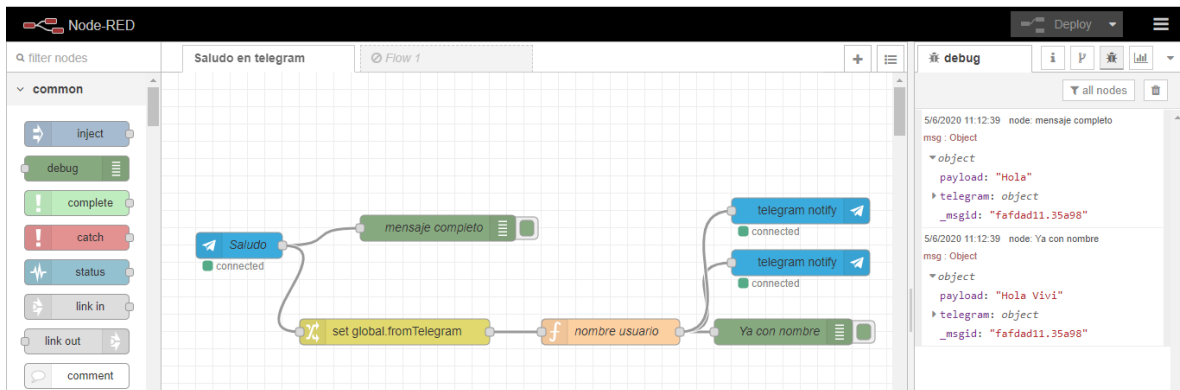 Node-RED
Deploy
filter nodes
Saludo en telegram
Flow 1
debug
i
all nodes
common
inject
debug
complete
catch
status
link in
link out
comment
Saludo
connected
mensaje completo
set global.fromTelegram
f
nombre usuario
telegram notify
connected
telegram notify
connected
Ya con nombre
5/6/2020 11:12:39 node: mensaje completo
msg : Object
object
payload: "Hola"
telegram: object
_msgid: "fafdad11.35a98"
5/6/2020 11:12:39 node: Ya con nombre
msg : Object
object
payload: "Hola Vivi"
telegram: object
_msgid: "fafdad11.35a98"